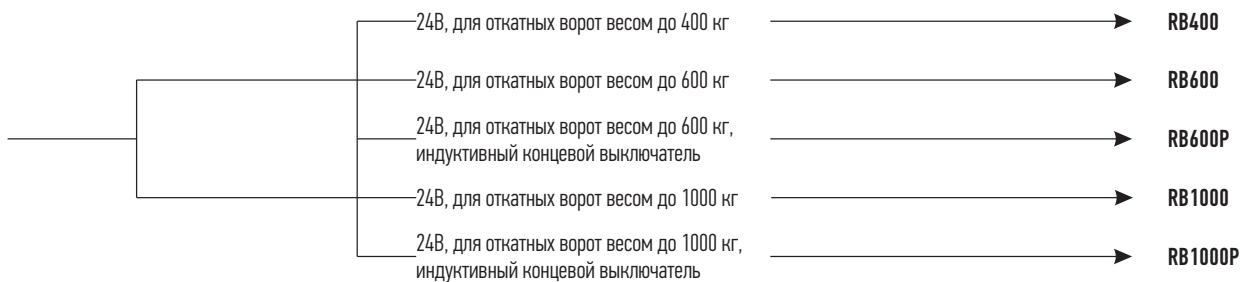 24В, для откатных ворот весом до 400 кг RB400
24В, для откатных ворот весом до 600 кг RB600
24В, для откатных ворот весом до 600 кг,
индуктивный концевой выключатель RB600P
24В, для откатных ворот весом до 1000 кг RB1000
24В, для откатных ворот весом до 1000 кг,
индуктивный концевой выключатель RB1000P